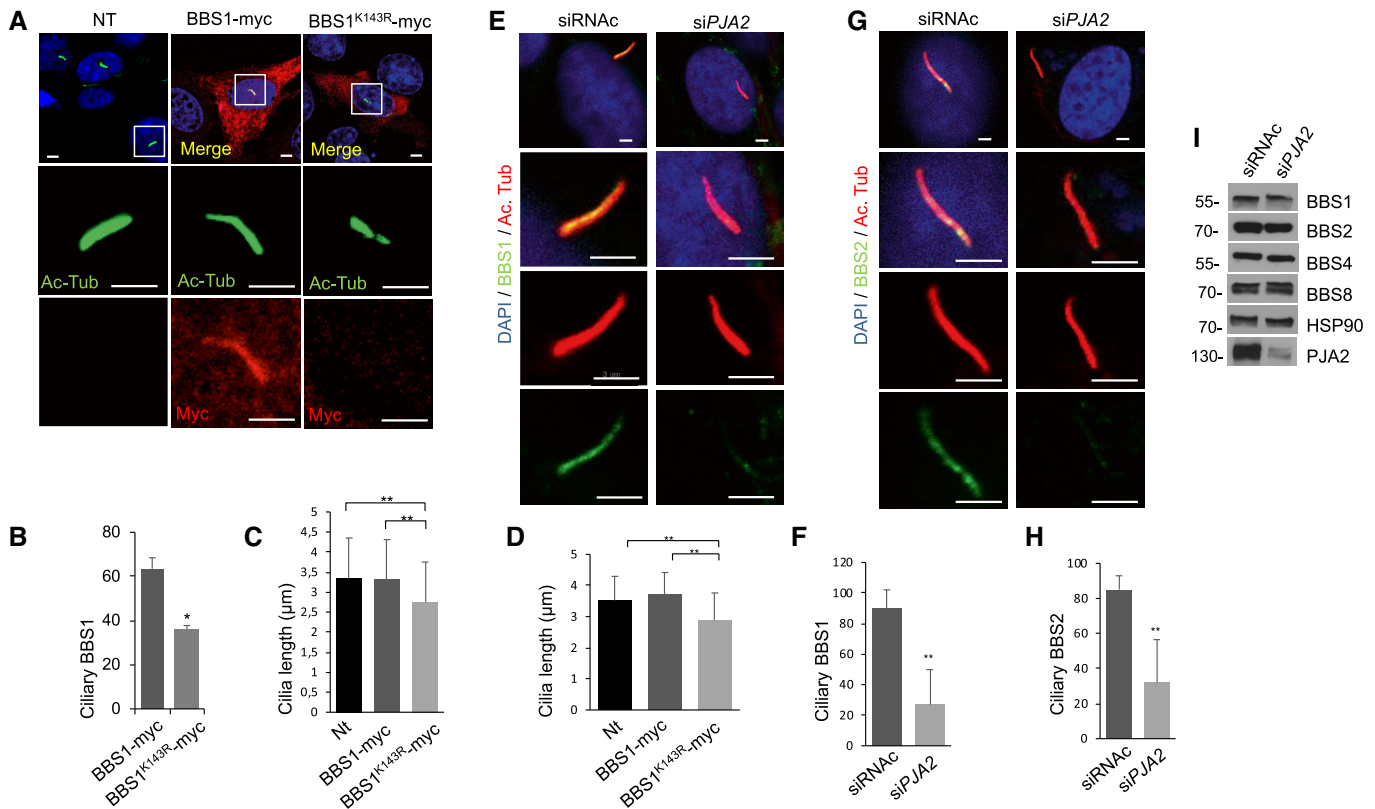 A
NT
BBS1-myc
BBS1K143R-myc
Merge
Merge
Ac-Tub
Ac-Tub
Ac-Tub
Myc
Myc
B
Ciliary BBS1
80
60
40
20
0
*
BBS1-myc
BBS1K143R-myc
C
Cilia length (µm)
5
4,5
4
3,5
3
2,5
2
1,5
1
0,5
0
**
**
Nt
BBS1-myc
BBS1K143R-myc
D
Cilia length (µm)
5
4
3
2
1
0
**
**
Nt
BBS1-myc
BBS1K143R-myc
E
siRNAc
siPJA2
DAPI / BBS1 / Ac. Tub
3 um
F
Ciliary BBS1
120
100
80
60
40
20
0
**
siRNAc
siPJA2
G
siRNAc
siPJA2
DAPI / BBS2 / Ac. Tub
H
Ciliary BBS2
100
80
60
40
20
0
**
siRNAc
siPJA2
I
siRNAc
siPJA2
55- BBS1
70- BBS2
55- BBS4
70- BBS8
70- HSP90
130- PJA2